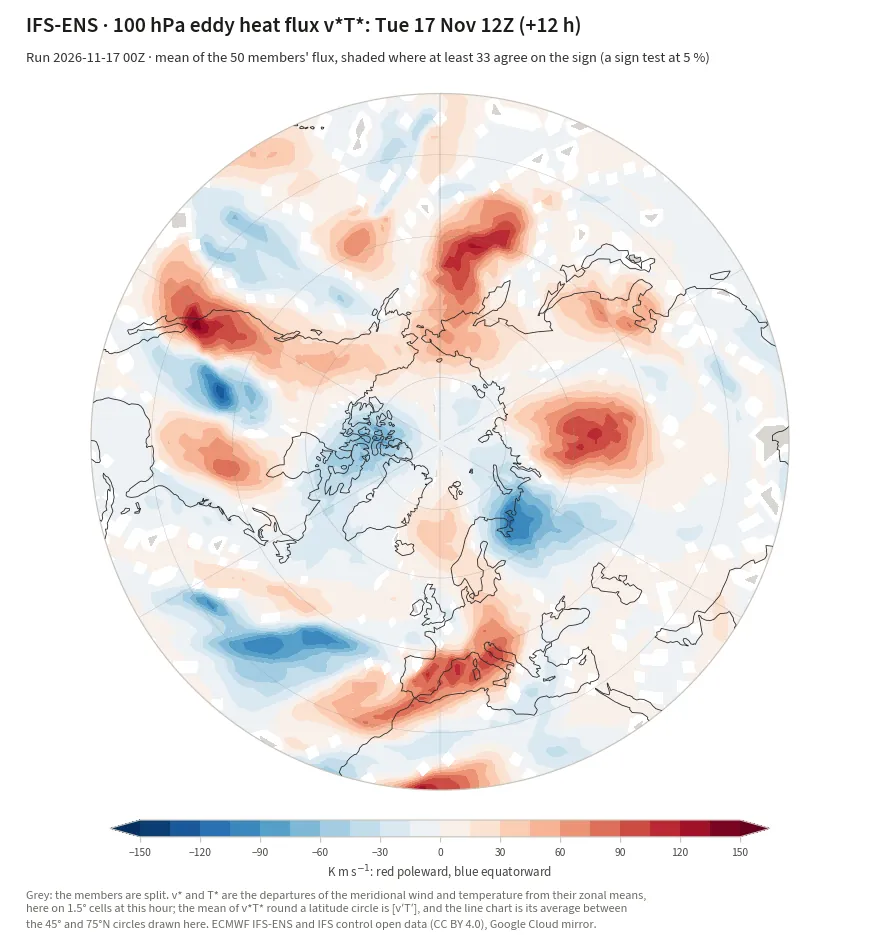 IFS-ENS · 100 hPa eddy heat flux v*T*: Tue 17 Nov 12Z (+12 h)
Run 2026-11-17 00Z · mean of the 50 members' flux, shaded where at least 33 agree on the sign (a sign test at 5 %)
−150 −120 −90 −60 −30 0 30 60 90 120 150
K m s⁻¹: red poleward, blue equatorward
Grey: the members are split. v* and T* are the departures of the meridional wind and temperature from their zonal means,
here on 1.5° cells at this hour; the mean of v*T* round a latitude circle is [v′T′], and the line chart is its average between
the 45° and 75°N circles drawn here. ECMWF IFS-ENS and IFS control open data (CC BY 4.0), Google Cloud mirror.